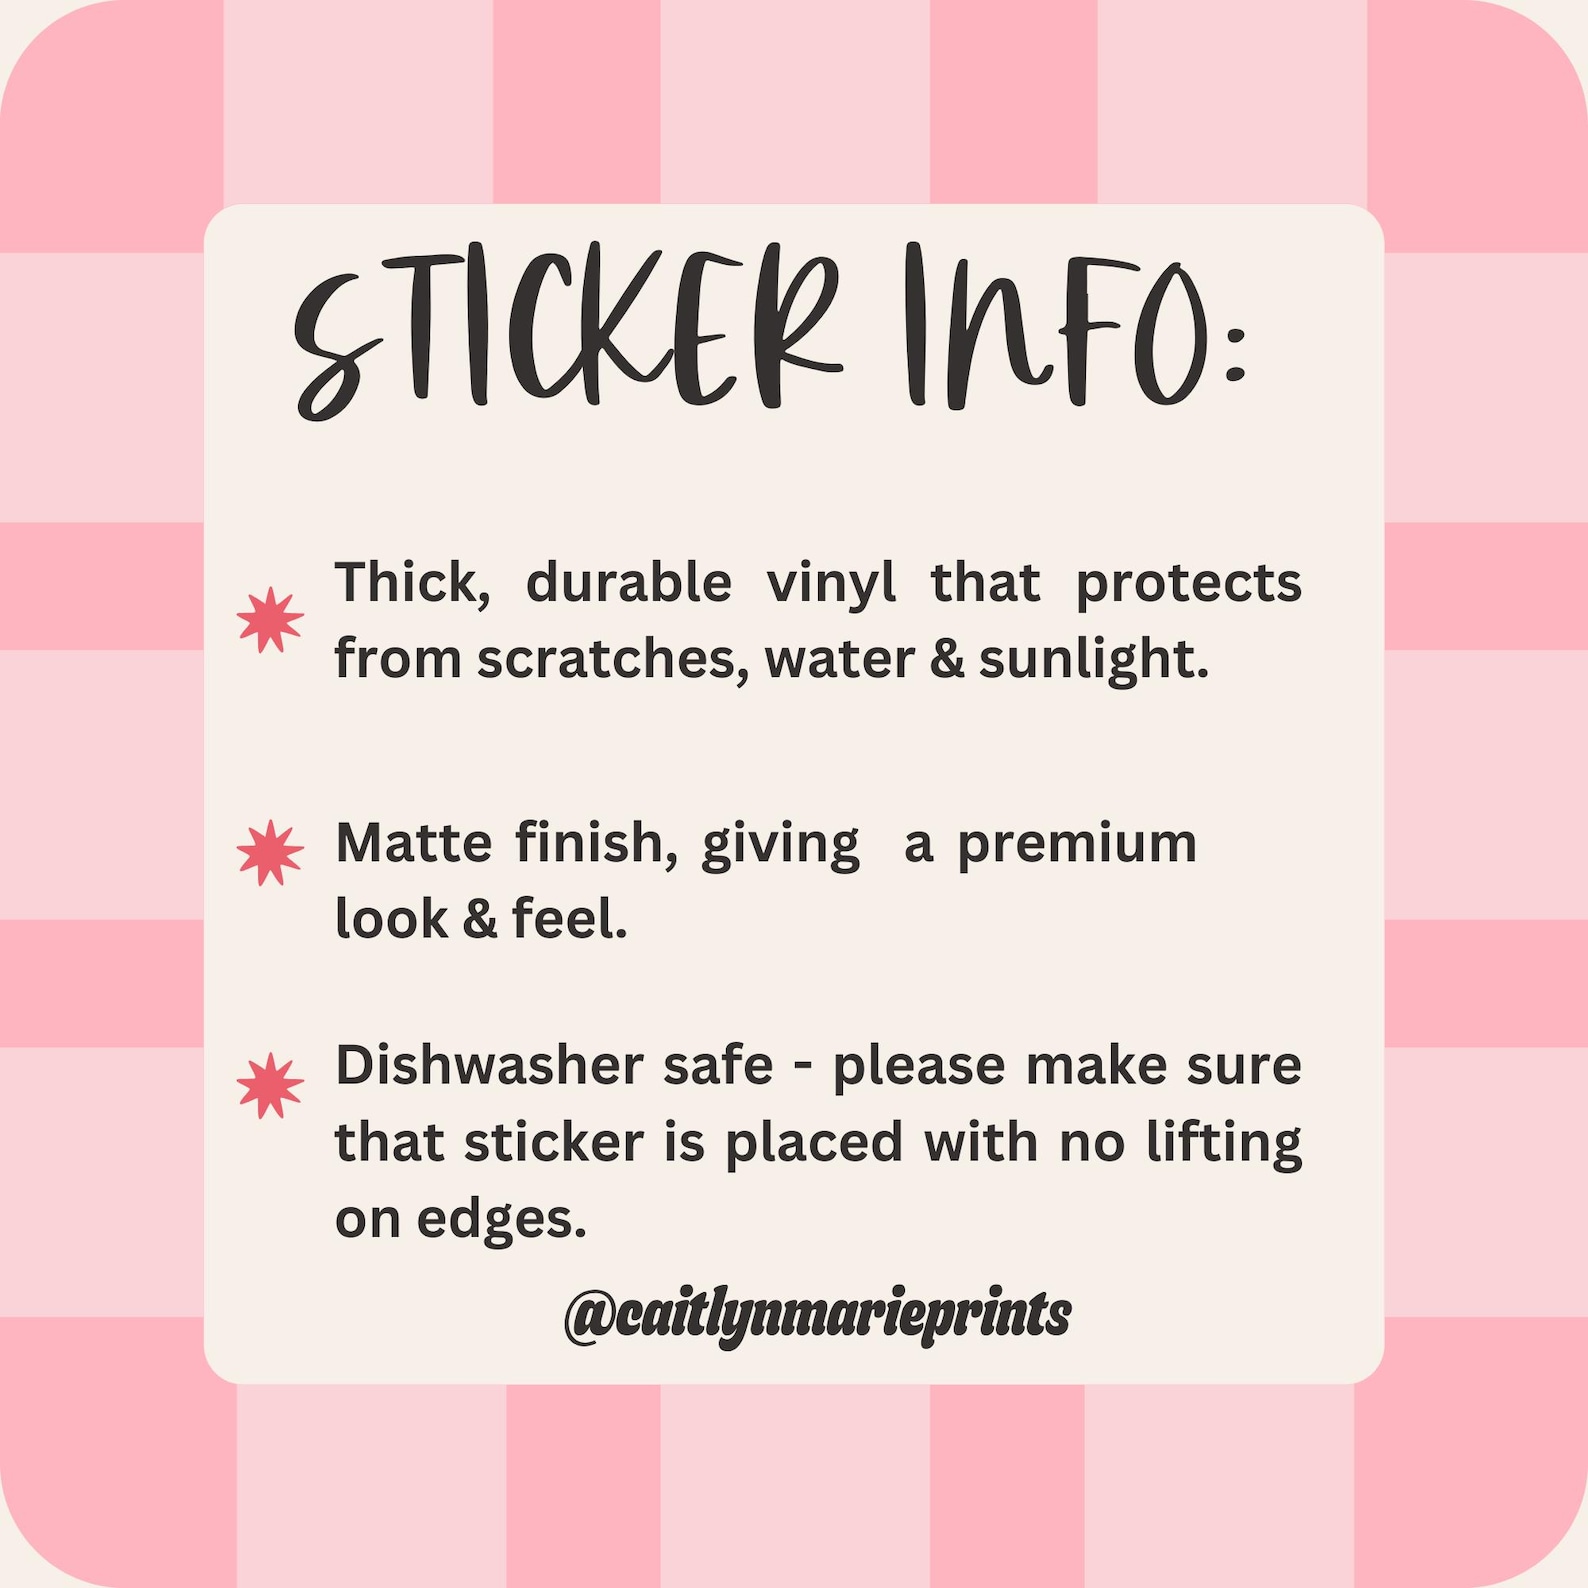 STICKER INFO:
Thick, durable vinyl that protects
from scratches, water & sunlight.
Matte finish, giving a premium
look & feel.
Dishwasher safe - please make sure
that sticker is placed with no lifting
on edges.
@caitlynmarieprints